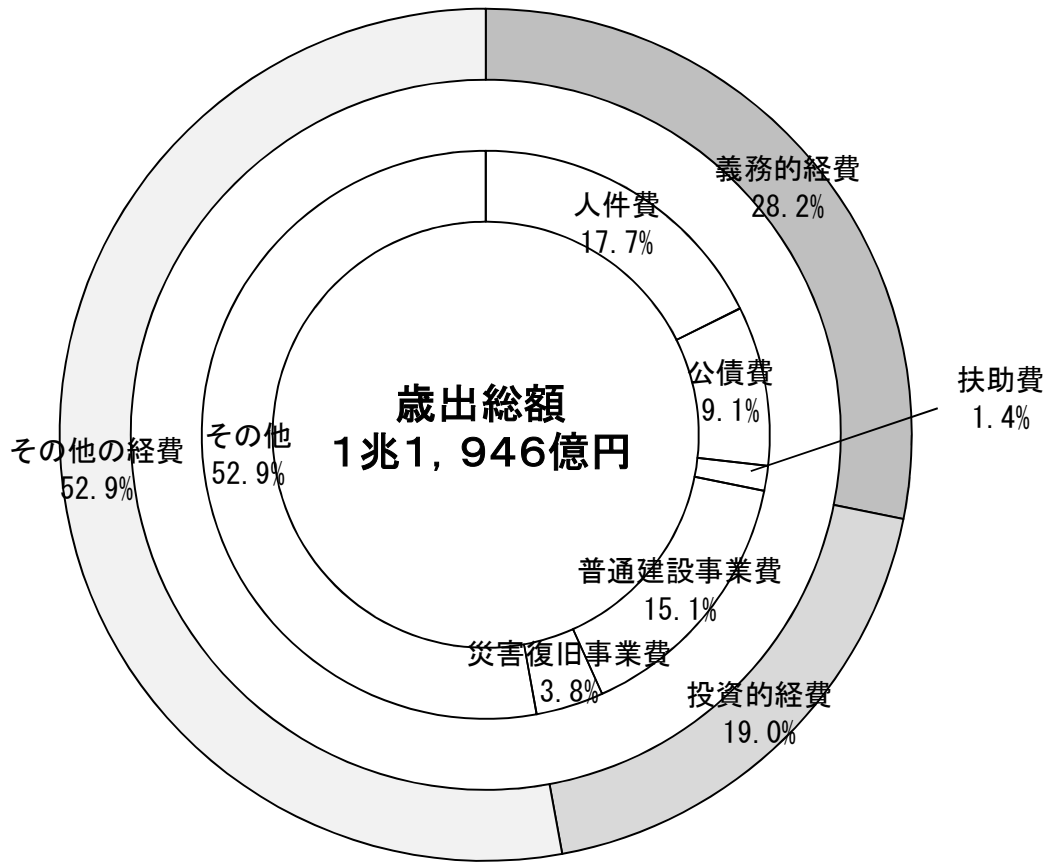 義務的経費
28.2%
人件費
17.7%
公債費
9.1%
扶助費
1.4%
歳出総額
1兆1,946億円
その他の経費
52.9%
その他
52.9%
普通建設事業費
15.1%
災害復旧事業費
3.8%
投資的経費
19.0%